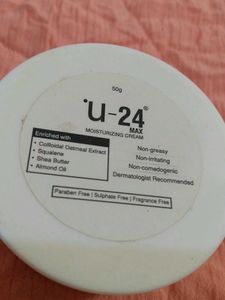 50g
u-24®
MAX
MOISTURIZING CREAM
Enriched with
• Colloidal Oatmeal Extract
• Squalene
• Shea Butter
• Almond Oil
Non-greasy
Non-irritating
Non-comedogenic
Dermatologist Recommended
Paraben Free | Sulphate Free | Fragrance Free